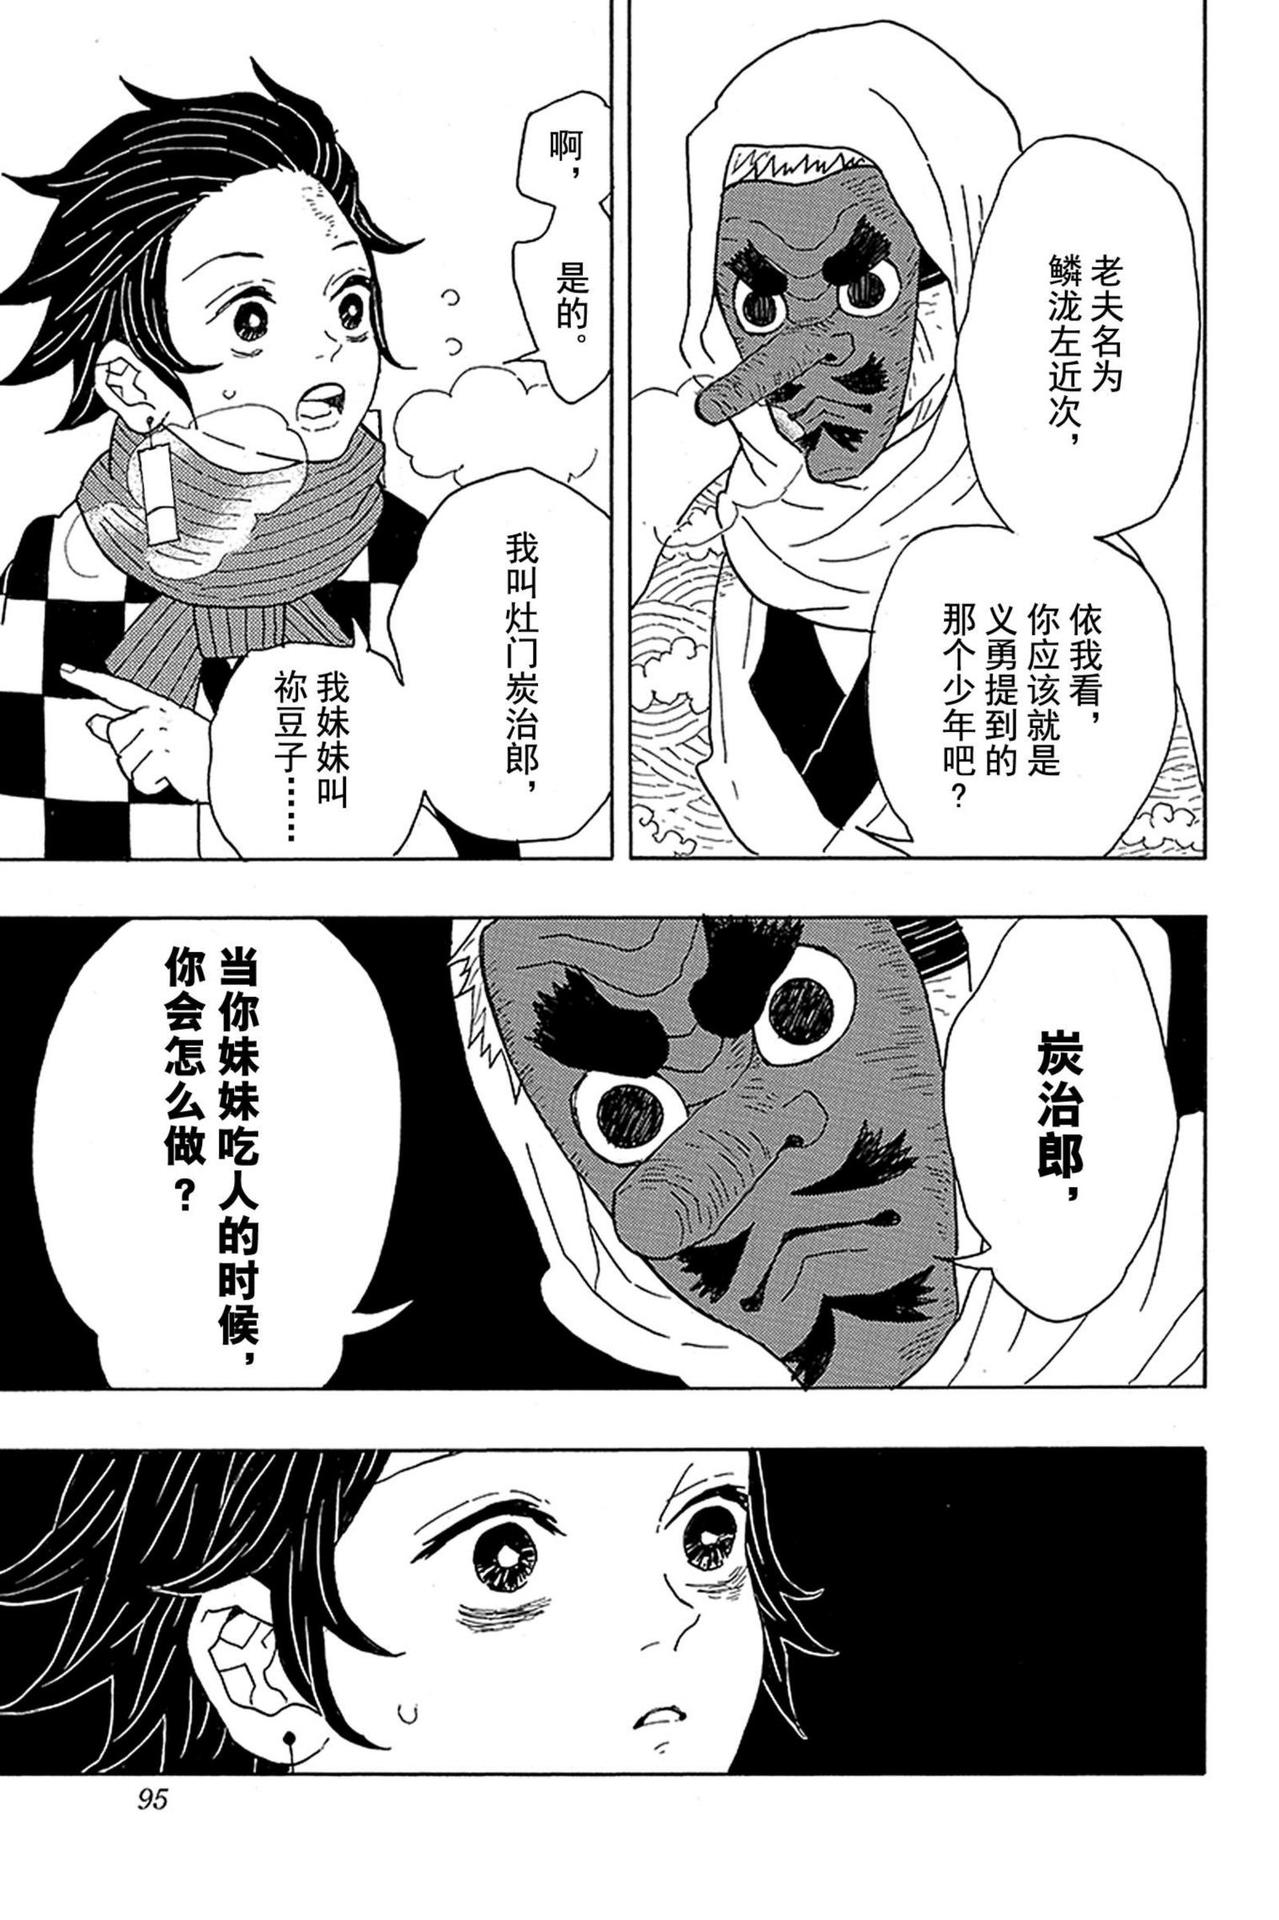 老夫名为
鳞泷左近次，
依我看，
你应该就是
义勇提到的
那个少年吧？
啊，
是的。
我叫灶门炭治郎，
我妹妹叫
祢豆子……
炭治郎，
当你妹妹吃人的时候，
你会怎么做？
95